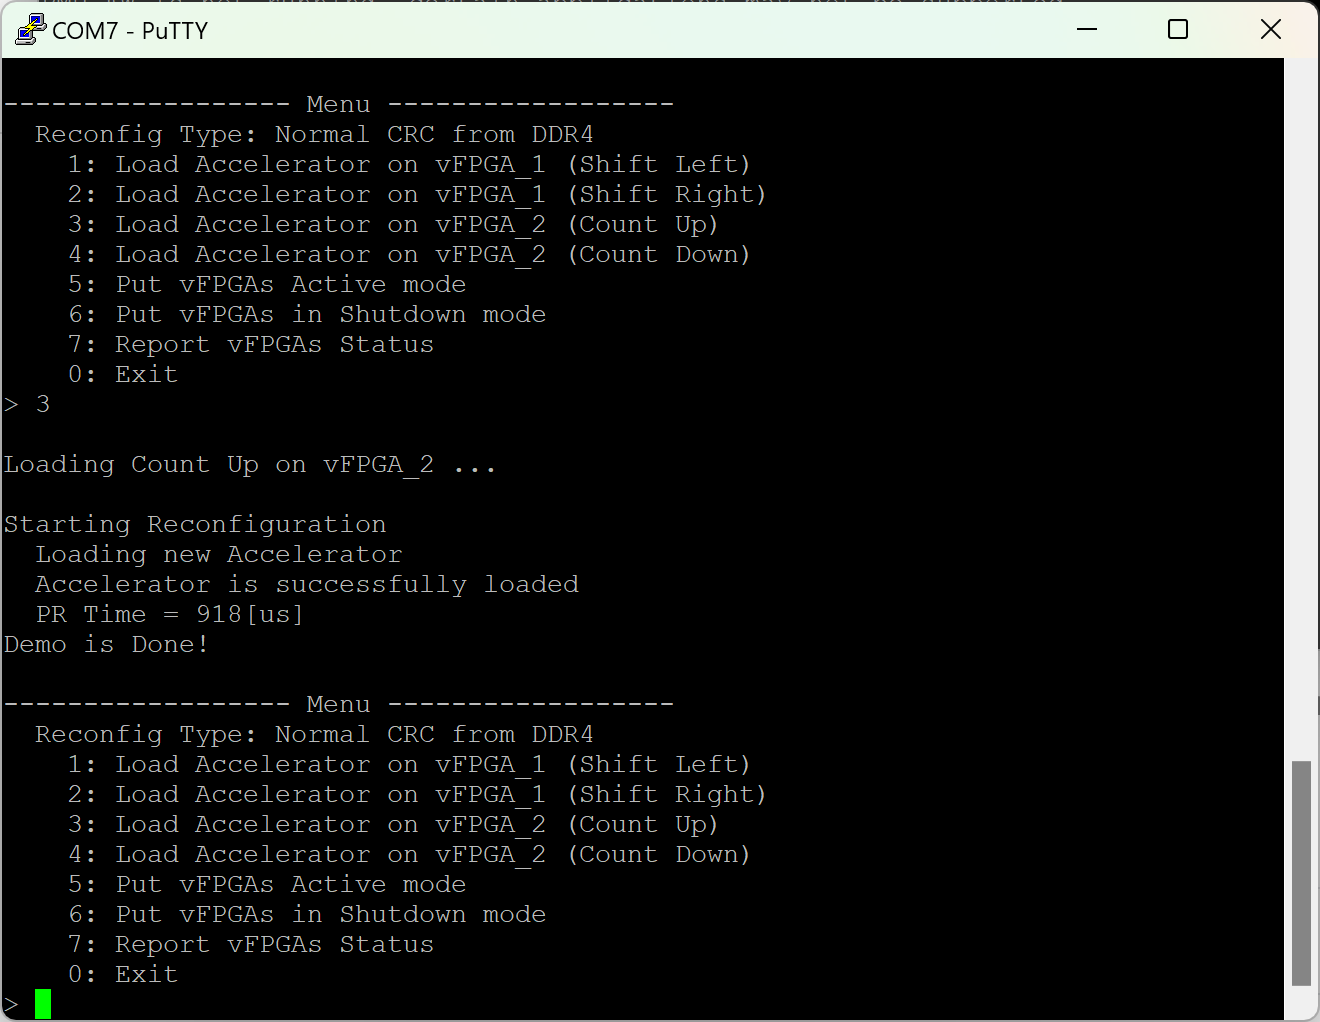 COM7 - PuTTY
------------------ Menu ------------------
Reconfig Type: Normal CRC from DDR4
1: Load Accelerator on vFPGA_1 (Shift Left)
2: Load Accelerator on vFPGA_1 (Shift Right)
3: Load Accelerator on vFPGA_2 (Count Up)
4: Load Accelerator on vFPGA_2 (Count Down)
5: Put vFPGAs Active mode
6: Put vFPGAs in Shutdown mode
7: Report vFPGAs Status
0: Exit
> 3
Loading Count Up on vFPGA_2 ...
Starting Reconfiguration
Loading new Accelerator
Accelerator is successfully loaded
PR Time = 918[us]
Demo is Done!
------------------ Menu ------------------
Reconfig Type: Normal CRC from DDR4
1: Load Accelerator on vFPGA_1 (Shift Left)
2: Load Accelerator on vFPGA_1 (Shift Right)
3: Load Accelerator on vFPGA_2 (Count Up)
4: Load Accelerator on vFPGA_2 (Count Down)
5: Put vFPGAs Active mode
6: Put vFPGAs in Shutdown mode
7: Report vFPGAs Status
0: Exit
>